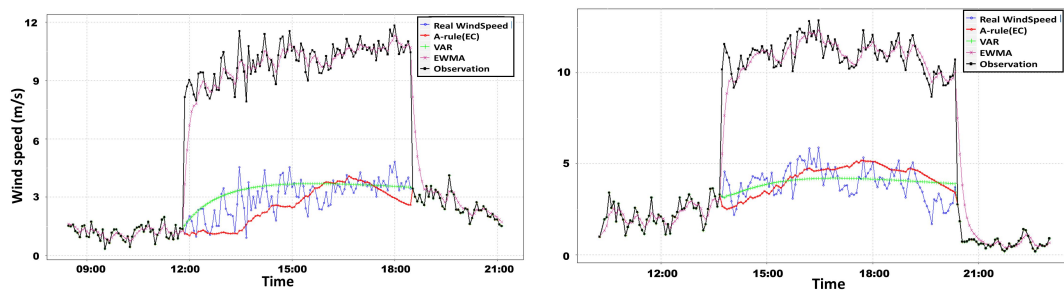 12
9
6
3
0
Wind speed (m/s)
09:00
12:00
15:00
18:00
21:00
Time
Real WindSpeed
A-rule(EC)
VAR
EWMA
Observation
10
5
0
12:00
15:00
18:00
21:00
Time
Real WindSpeed
A-rule(EC)
VAR
EWMA
Observation